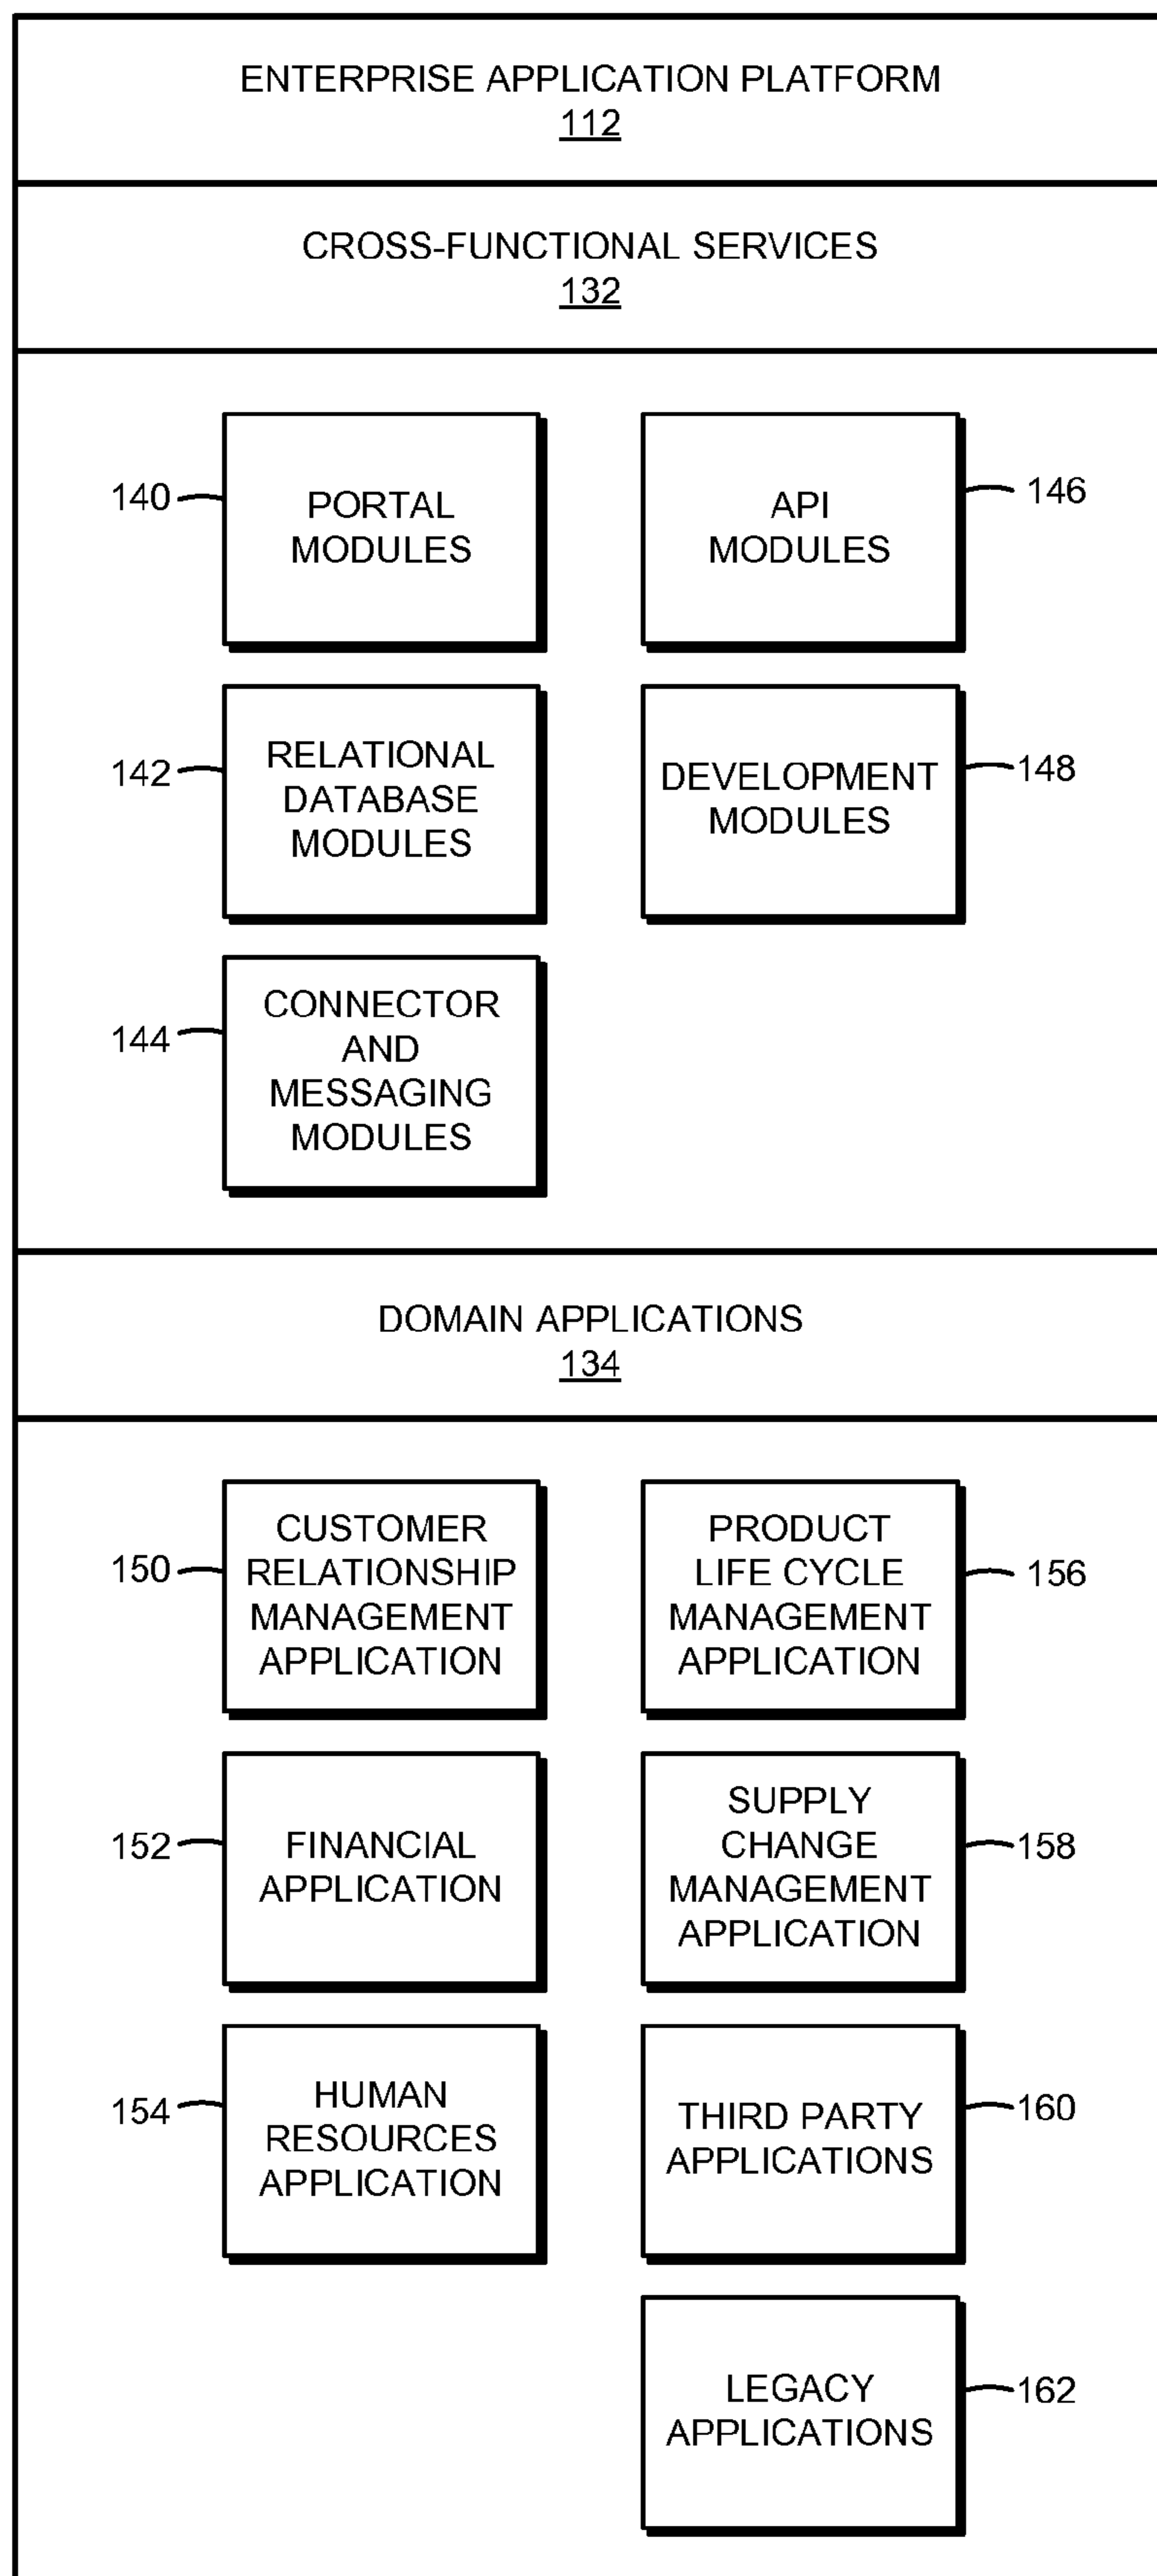 ENTERPRISE APPLICATION PLATFORM
112
CROSS-FUNCTIONAL SERVICES
132
140
PORTAL
MODULES
API
MODULES
146
142
RELATIONAL
DATABASE
MODULES
DEVELOPMENT
MODULES
148
144
CONNECTOR
AND
MESSAGING
MODULES
DOMAIN APPLICATIONS
134
150
CUSTOMER
RELATIONSHIP
MANAGEMENT
APPLICATION
PRODUCT
LIFE CYCLE
MANAGEMENT
APPLICATION
156
152
FINANCIAL
APPLICATION
SUPPLY
CHANGE
MANAGEMENT
APPLICATION
158
154
HUMAN
RESOURCES
APPLICATION
THIRD PARTY
APPLICATIONS
160
LEGACY
APPLICATIONS
162